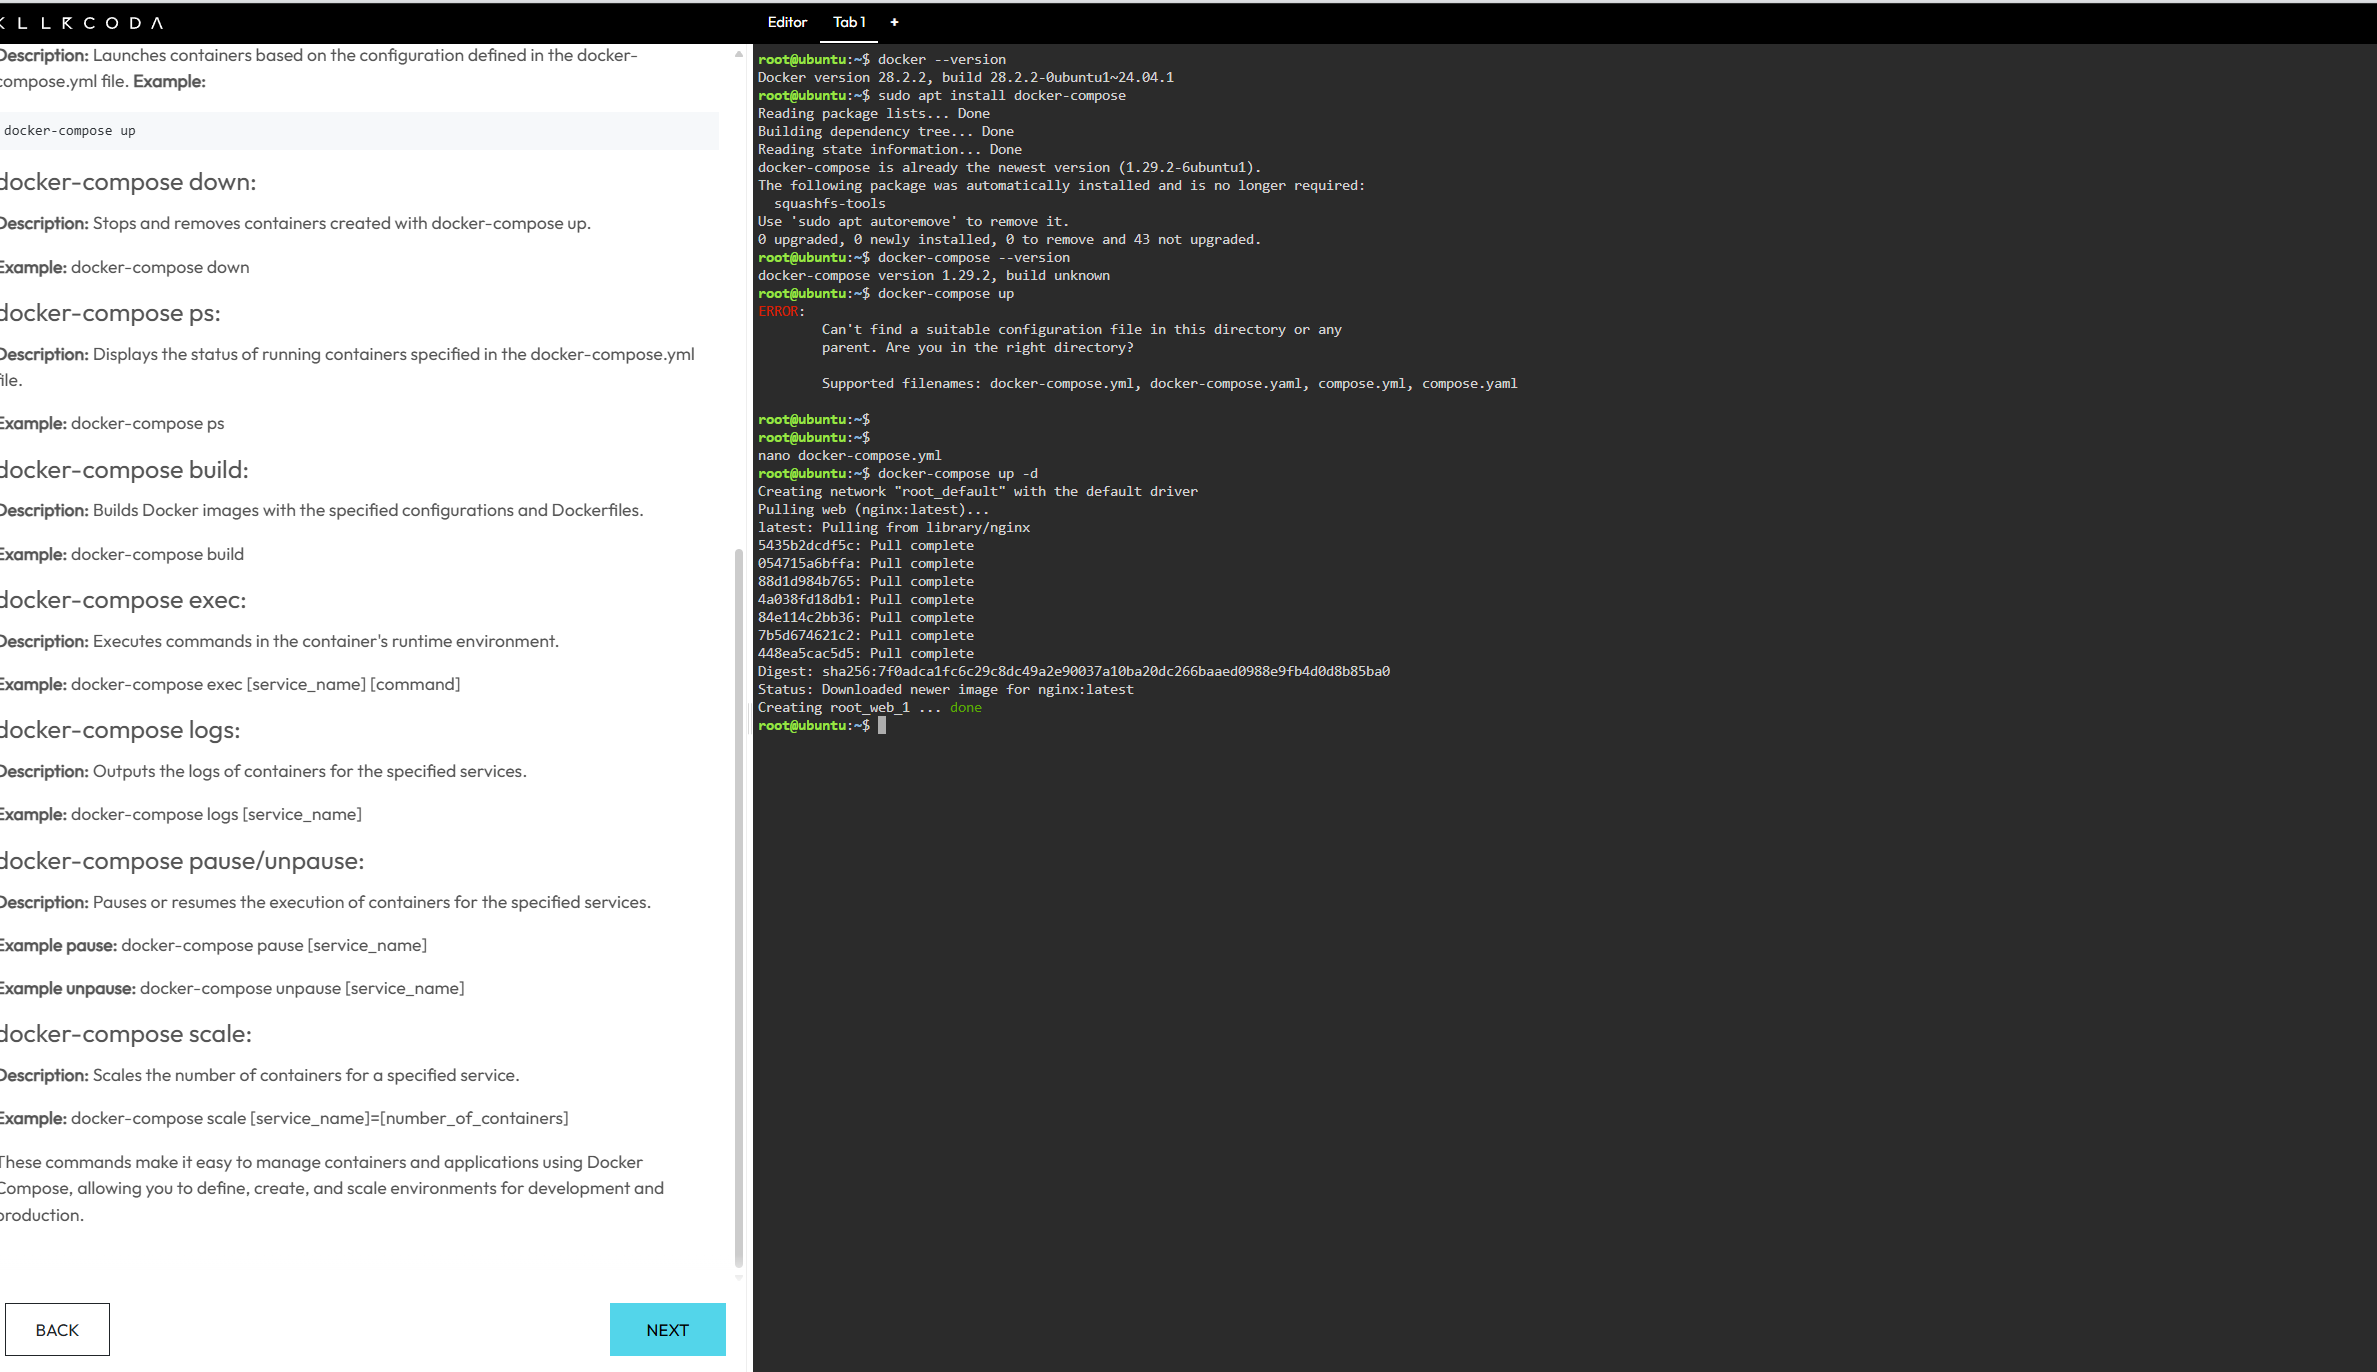 KLLRCODA
Editor Tab 1 +
Description: Launches containers based on the configuration defined in the docker-
compose.yml file. Example:
docker-compose up
docker-compose down:
Description: Stops and removes containers created with docker-compose up.
Example: docker-compose down
docker-compose ps:
Description: Displays the status of running containers specified in the docker-compose.yml
file.
Example: docker-compose ps
docker-compose build:
Description: Builds Docker images with the specified configurations and Dockerfiles.
Example: docker-compose build
docker-compose exec:
Description: Executes commands in the container's runtime environment.
Example: docker-compose exec [service_name] [command]
docker-compose logs:
Description: Outputs the logs of containers for the specified services.
Example: docker-compose logs [service_name]
docker-compose pause/unpause:
Description: Pauses or resumes the execution of containers for the specified services.
Example pause: docker-compose pause [service_name]
Example unpause: docker-compose unpause [service_name]
docker-compose scale:
Description: Scales the number of containers for a specified service.
Example: docker-compose scale [service_name]=[number_of_containers]
These commands make it easy to manage containers and applications using Docker
Compose, allowing you to define, create, and scale environments for development and
production.
BACK
NEXT
root@ubuntu:~$ docker --version
Docker version 28.2.2, build 28.2.2-0ubuntu1~24.04.1
root@ubuntu:~$ sudo apt install docker-compose
Reading package lists... Done
Building dependency tree... Done
Reading state information... Done
docker-compose is already the newest version (1.29.2-6ubuntu1).
The following package was automatically installed and is no longer required:
squashfs-tools
Use 'sudo apt autoremove' to remove it.
0 upgraded, 0 newly installed, 0 to remove and 43 not upgraded.
root@ubuntu:~$ docker-compose --version
docker-compose version 1.29.2, build unknown
root@ubuntu:~$ docker-compose up
ERROR:
Can't find a suitable configuration file in this directory or any
parent. Are you in the right directory?
Supported filenames: docker-compose.yml, docker-compose.yaml, compose.yml, compose.yaml
root@ubuntu:~$
root@ubuntu:~$
nano docker-compose.yml
root@ubuntu:~$ docker-compose up -d
Creating network "root_default" with the default driver
Pulling web (nginx:latest)...
latest: Pulling from library/nginx
5435b2dcdf5c: Pull complete
054715a6bffa: Pull complete
88d1d984b765: Pull complete
4a038fd18db1: Pull complete
84e114c2bb36: Pull complete
7b5d674621c2: Pull complete
448ea5cac5d5: Pull complete
Digest: sha256:7f0adca1fc6c29c8dc49a2e90037a10ba20dc266baaed0988e9fb4d0d8b85ba0
Status: Downloaded newer image for nginx:latest
Creating root_web_1 ... done
root@ubuntu:~$